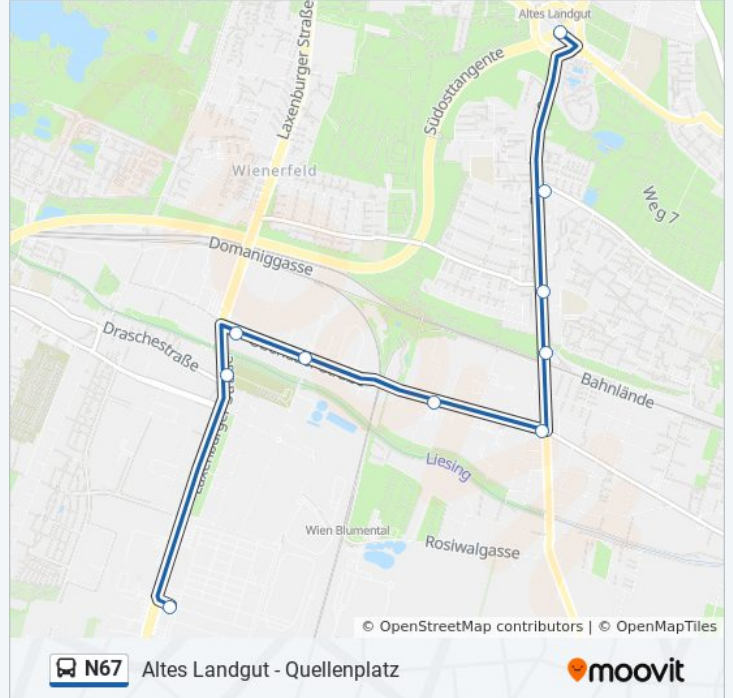 Altes Landgut
Laxenburger Straße
Südosttangente
Wienerfeld
Weg 7
Domaniggasse
Draschestraße
Bahnlände
Liesing
Wien Blumental
Rosiwalgasse
© OpenStreetMap contributors | © OpenMapTiles
N67 Altes Landgut - Quellenplatz
moovit